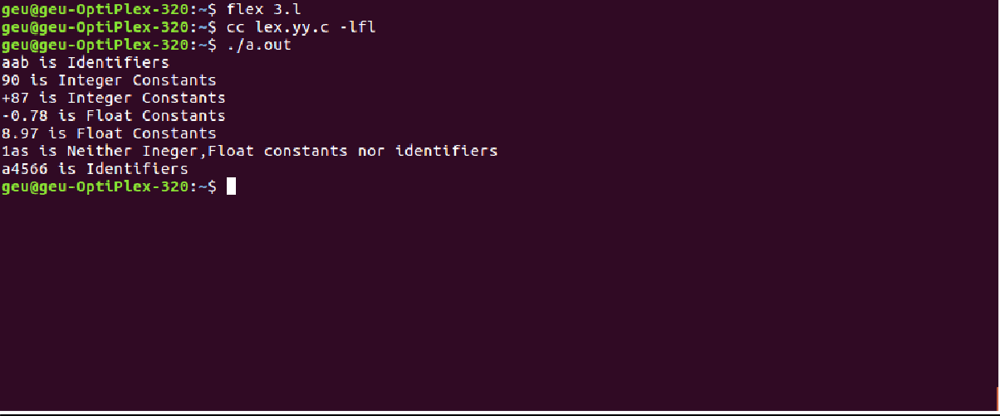 geu@geu-OptiPlex-320:~$ flex 3.l
geu@geu-OptiPlex-320:~$ cc lex.yy.c -lfl
geu@geu-OptiPlex-320:~$ ./a.out
aab is Identifiers
90 is Integer Constants
+87 is Integer Constants
-0.78 is Float Constants
8.97 is Float Constants
1as is Neither Ineger,Float constants nor identifiers
a4566 is Identifiers
geu@geu-OptiPlex-320:~$